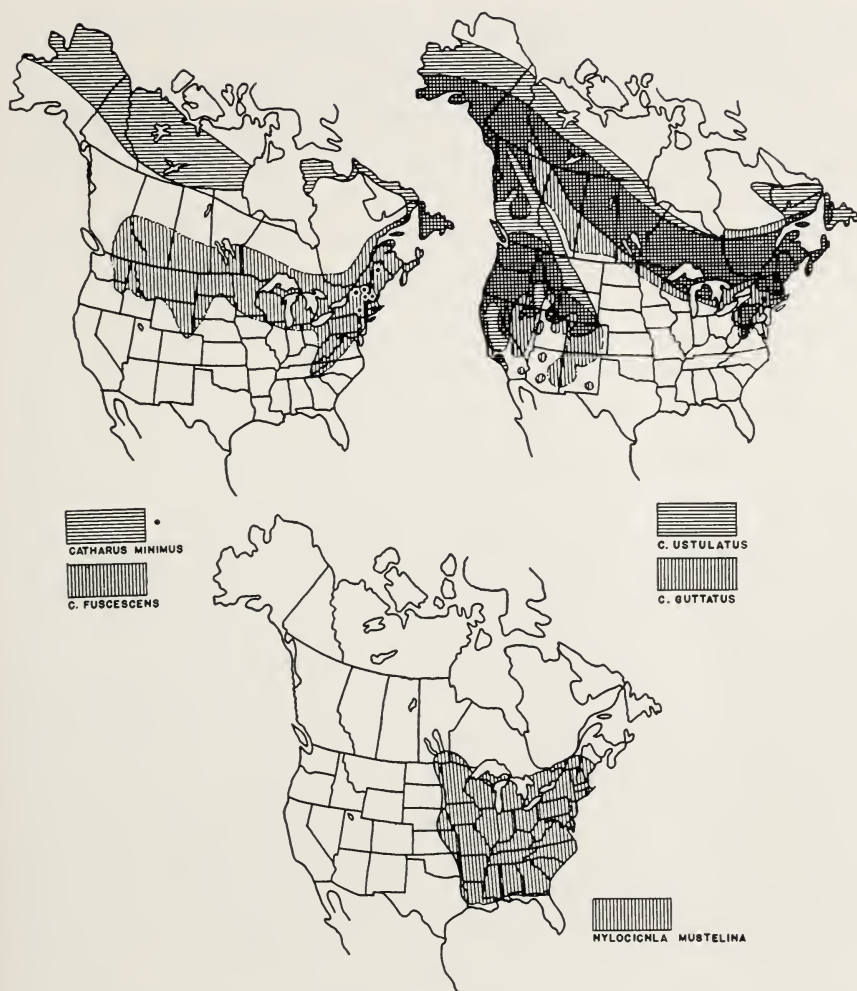 CATHARUS MINIMUS
C. FUSCESCENS
C. USTULATUS
C. GUTTATUS
HYLOCICHLA MUSTELINA